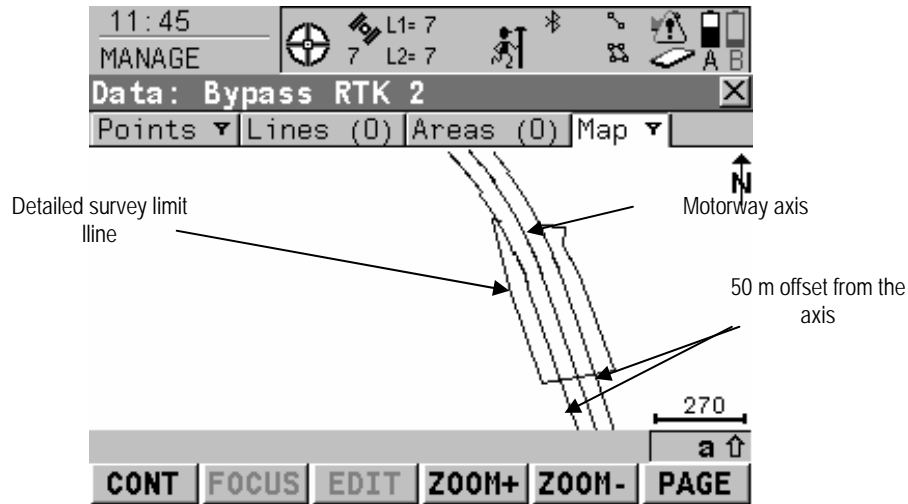 11:45
MANAGE
7
L1= 7
L2= 7
2
A B
Data: Bypass RTK 2
Points Lines (0) Areas (0) Map
N
Detailed survey limit
lline
Motorway axis
50 m offset from the
axis
270
a
CONT FOCUS EDIT ZOOM+ ZOOM- PAGE